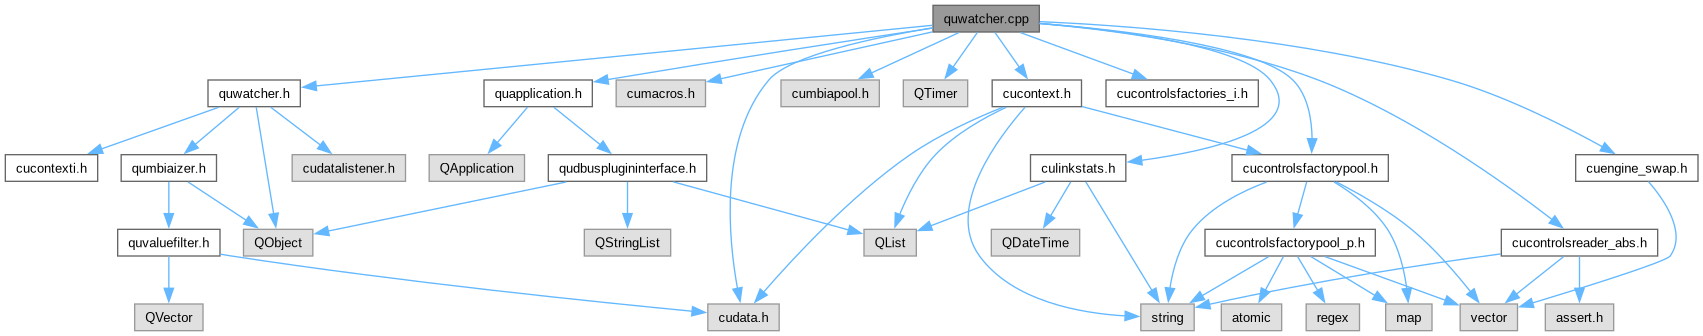 quwatcher.cpp
quwatcher.h
quapplication.h
cumacros.h
cumbiapool.h
QTimer
cucontext.h
cucontrolsfactories_i.h
cucontexti.h
qumbiaizer.h
cudatalistener.h
QApplication
qudbusplugininterface.h
culinkstats.h
cucontrolsfactorypool.h
cuengine_swap.h
quvaluefilter.h
QObject
QStringList
QList
QDateTime
cucontrolsfactorypool_p.h
cucontrolsreader_abs.h
QVector
cudata.h
string
atomic
regex
map
vector
assert.h